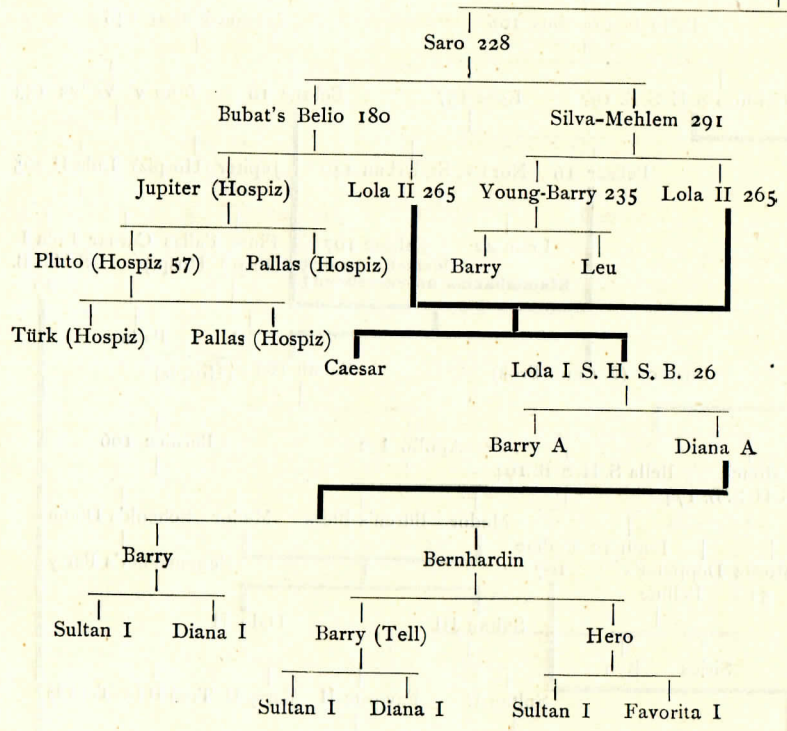 Saro 228
Bubat's Belio 180 Silva-Mehlem 291
Jupiter (Hospiz) Lola II 265 Young-Barry 235 Lola II 265
Pluto (Hospiz 57) Pallas (Hospiz) Barry Leu
Türk (Hospiz) Pallas (Hospiz)
Caesar Lola I S. H. S. B. 26
Barry A Diana A
Barry Bernhardin
Sultan I Diana I Barry (Tell) Hero
Sultan I Diana I Sultan I Favorita I